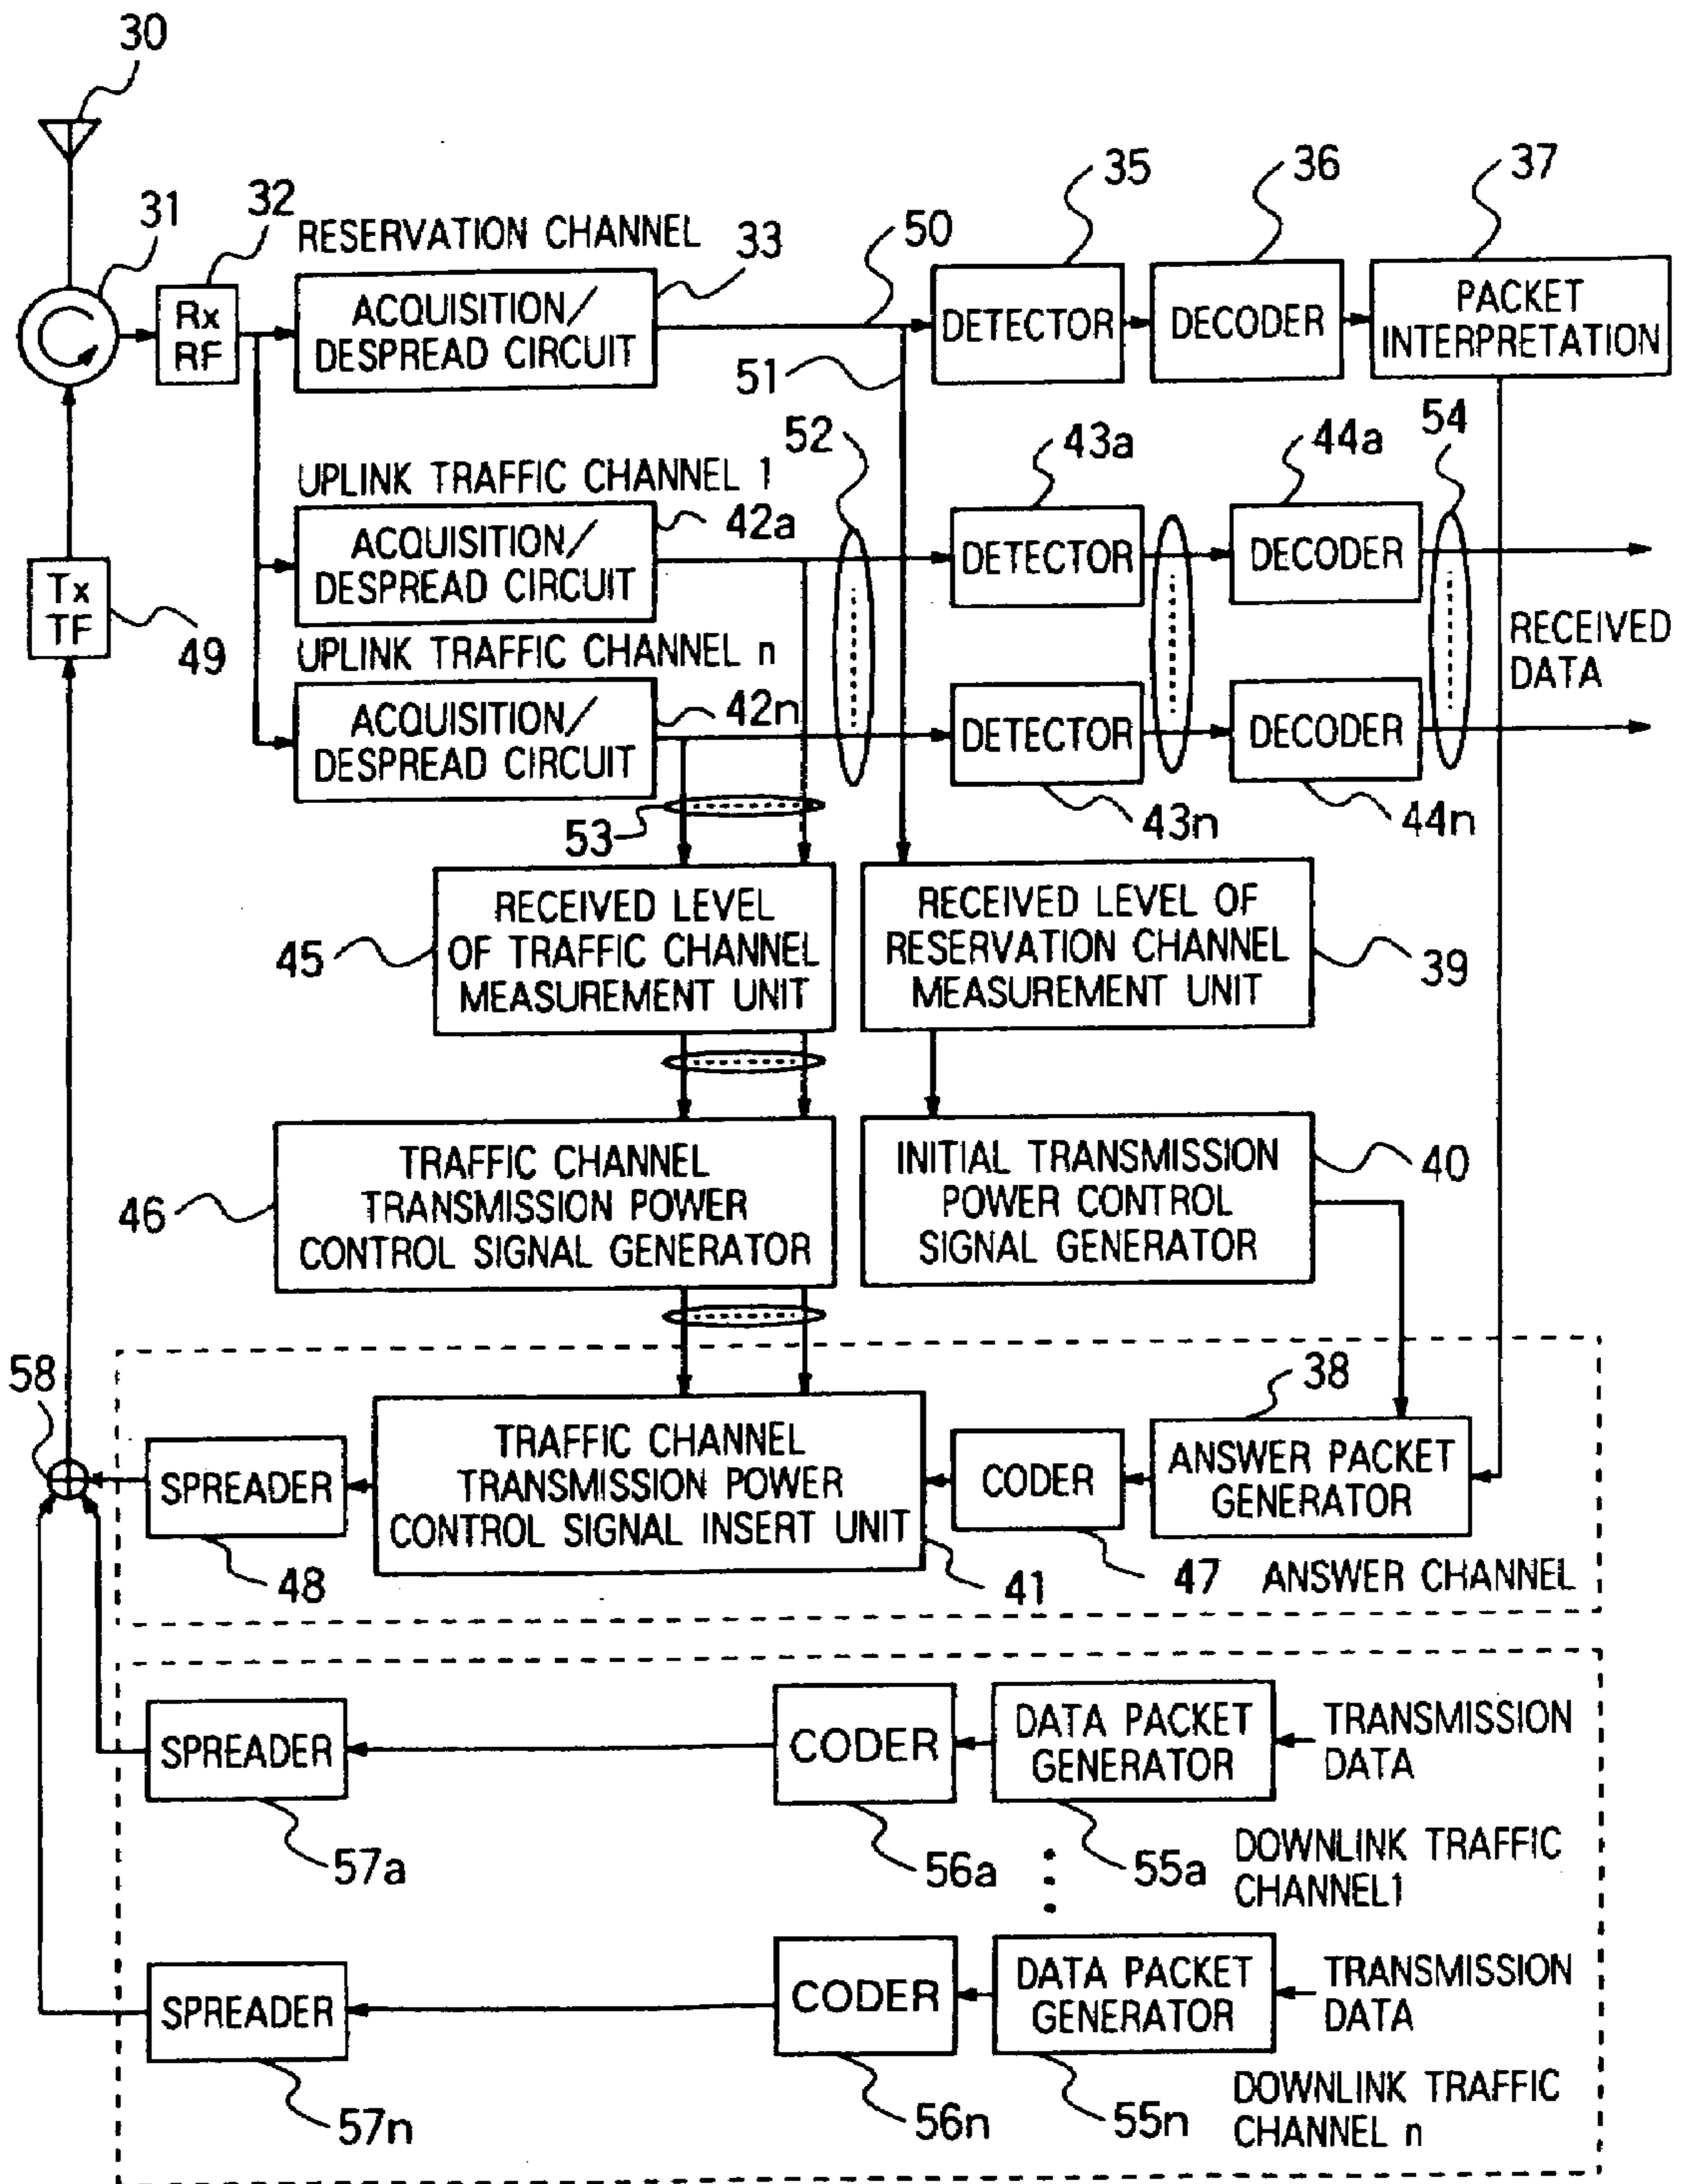 30
31
32
RESERVATION CHANNEL
33
50
35
36
37
Rx
RF
ACQUISITION/
DESPREAD CIRCUIT
DETECTOR
DECODER
PACKET
INTERPRETATION
51
52
43a
44a
54
UPLINK TRAFFIC CHANNEL 1
42a
ACQUISITION/
DESPREAD CIRCUIT
DETECTOR
DECODER
Tx
TF
49
RECEIVED
DATA
UPLINK TRAFFIC CHANNEL n
42n
ACQUISITION/
DESPREAD CIRCUIT
DETECTOR
DECODER
53
43n
44n
45
RECEIVED LEVEL
OF TRAFFIC CHANNEL
MEASUREMENT UNIT
RECEIVED LEVEL OF
RESERVATION CHANNEL
MEASUREMENT UNIT
39
46
TRAFFIC CHANNEL
TRANSMISSION POWER
CONTROL SIGNAL GENERATOR
INITIAL TRANSMISSION
POWER CONTROL
SIGNAL GENERATOR
40
58
38
SPREADER
TRAFFIC CHANNEL
TRANSMISSION POWER
CONTROL SIGNAL INSERT UNIT
CODER
ANSWER PACKET
GENERATOR
48
41
47
ANSWER CHANNEL
SPREADER
CODER
DATA PACKET
GENERATOR
TRANSMISSION
DATA
57a
56a
55a
DOWNLINK TRAFFIC
CHANNEL1
SPREADER
CODER
DATA PACKET
GENERATOR
TRANSMISSION
DATA
57n
56n
55n
DOWNLINK TRAFFIC
CHANNEL n